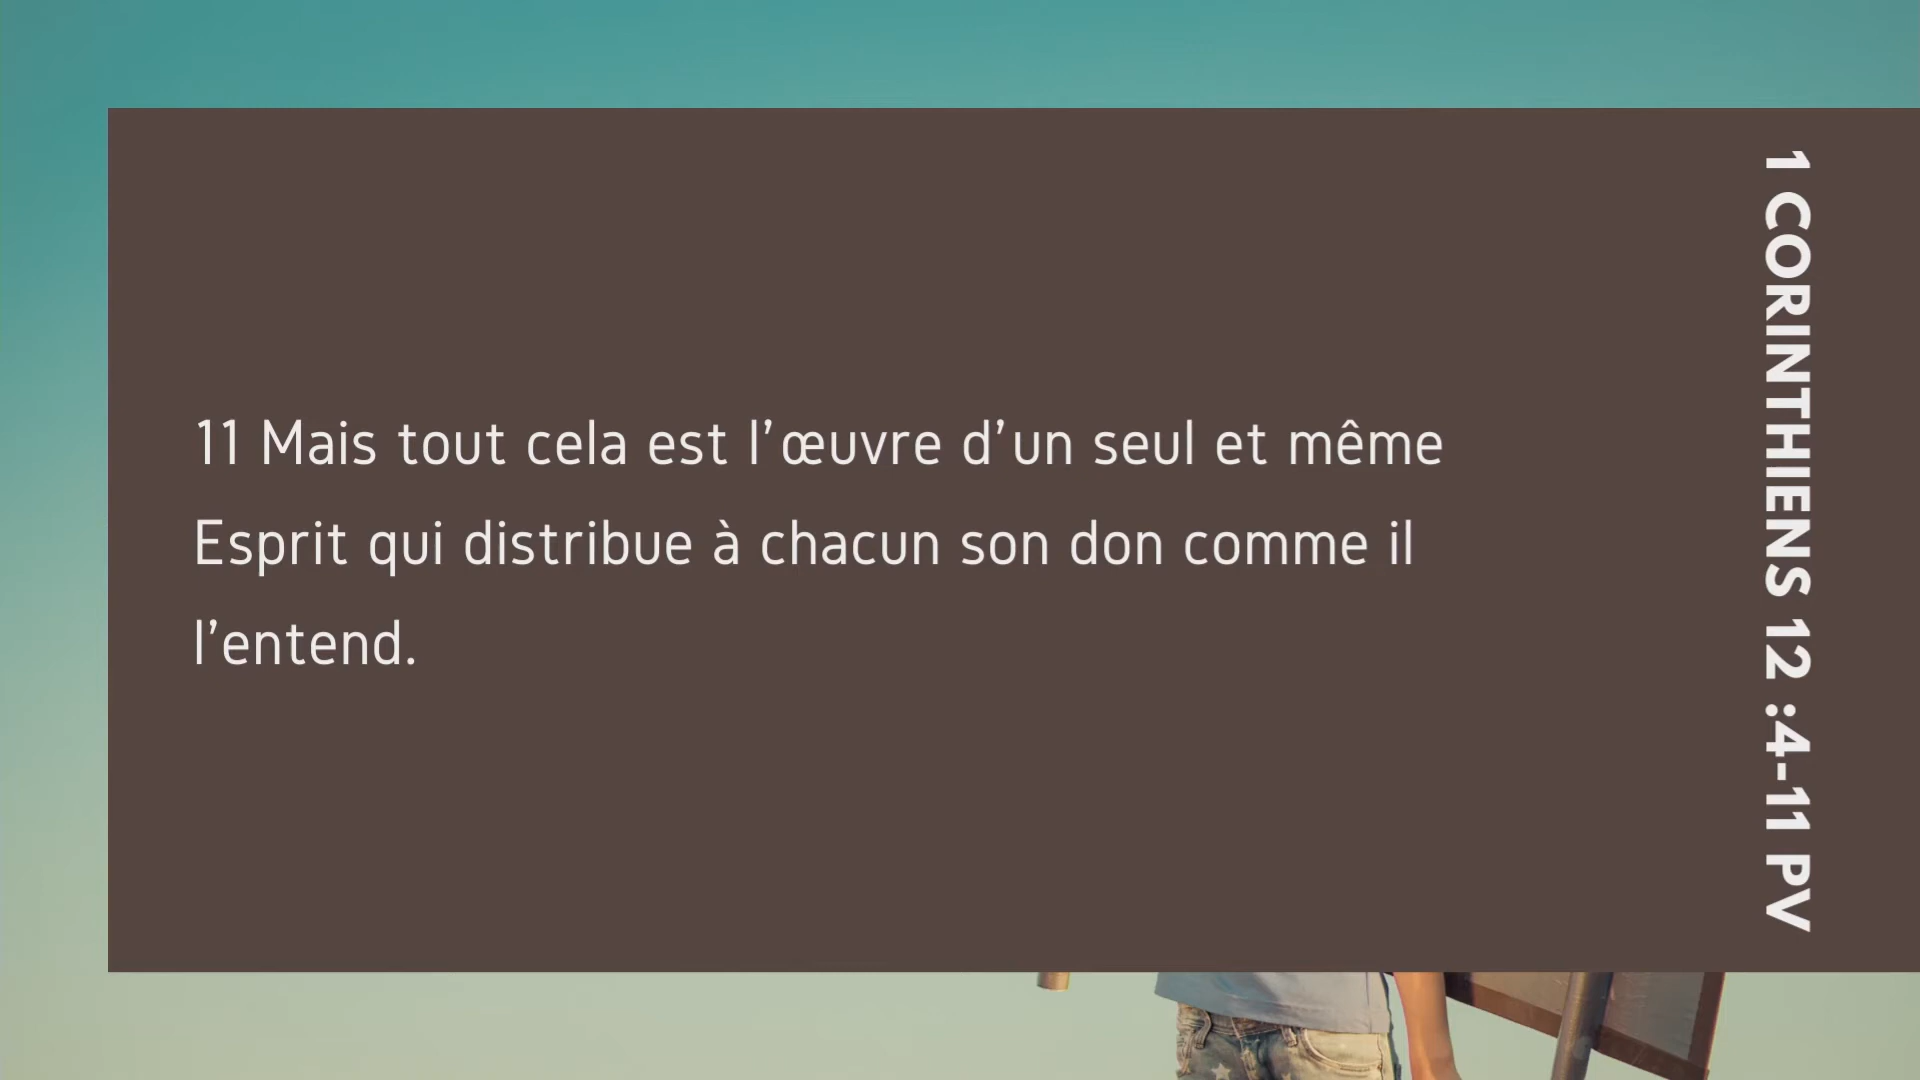 11 Mais tout cela est l’œuvre d’un seul et même
Esprit qui distribue à chacun son don comme il
l’entend.
1 CORINTHIENS 12 :4-11 PV